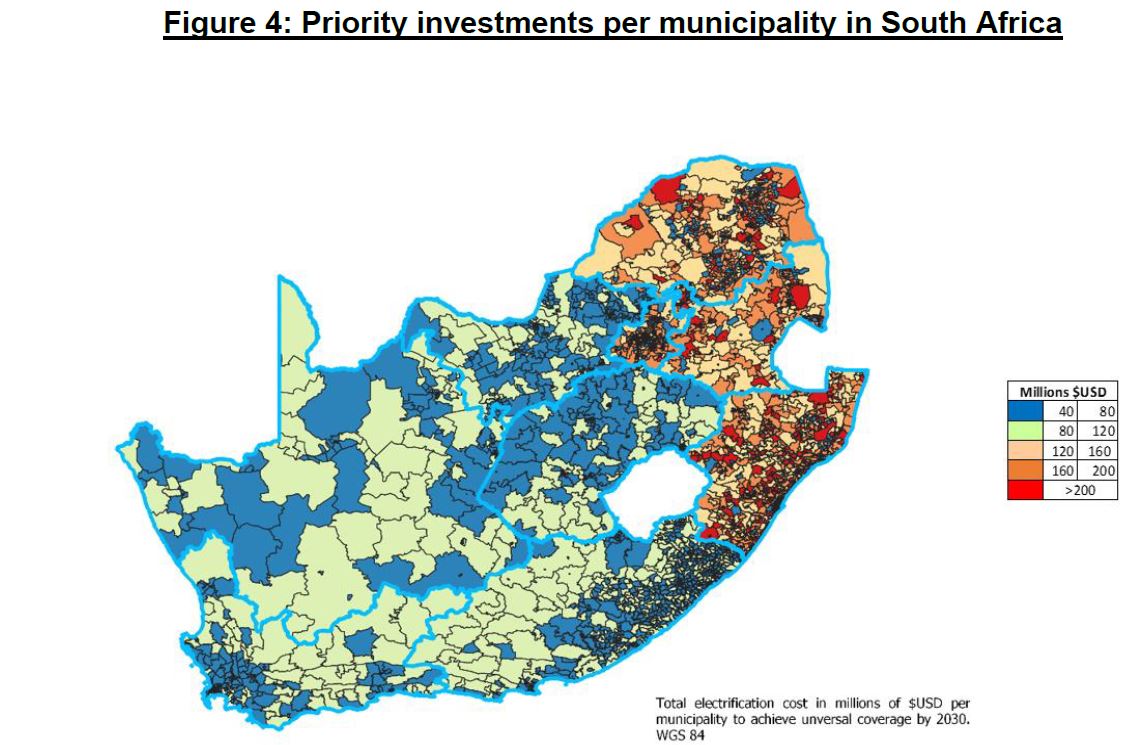 Figure 4: Priority investments per municipality in South Africa
Millions $USD
40 80
80 120
120 160
160 200
>200
Total electrification cost in millions of $USD per
municipality to achieve unversal coverage by 2030.
WGS 84